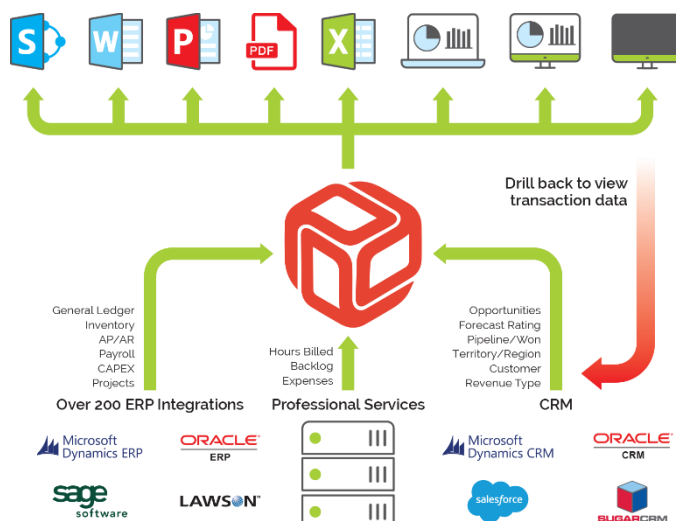 S
W
P
PDF
X
Drill back to view
transaction data
General Ledger
Inventory
AP/AR
Payroll
CAPEX
Projects
Hours Billed
Backlog
Expenses
Opportunities
Forecast Rating
Pipeline/Won
Territory/Region
Customer
Revenue Type
Over 200 ERP Integrations
Professional Services
CRM
Microsoft
Dynamics ERP
ORACLE
ERP
Microsoft
Dynamics CRM
ORACLE
CRM
sage
software
LAWSON
salesforce
SUGARCRM